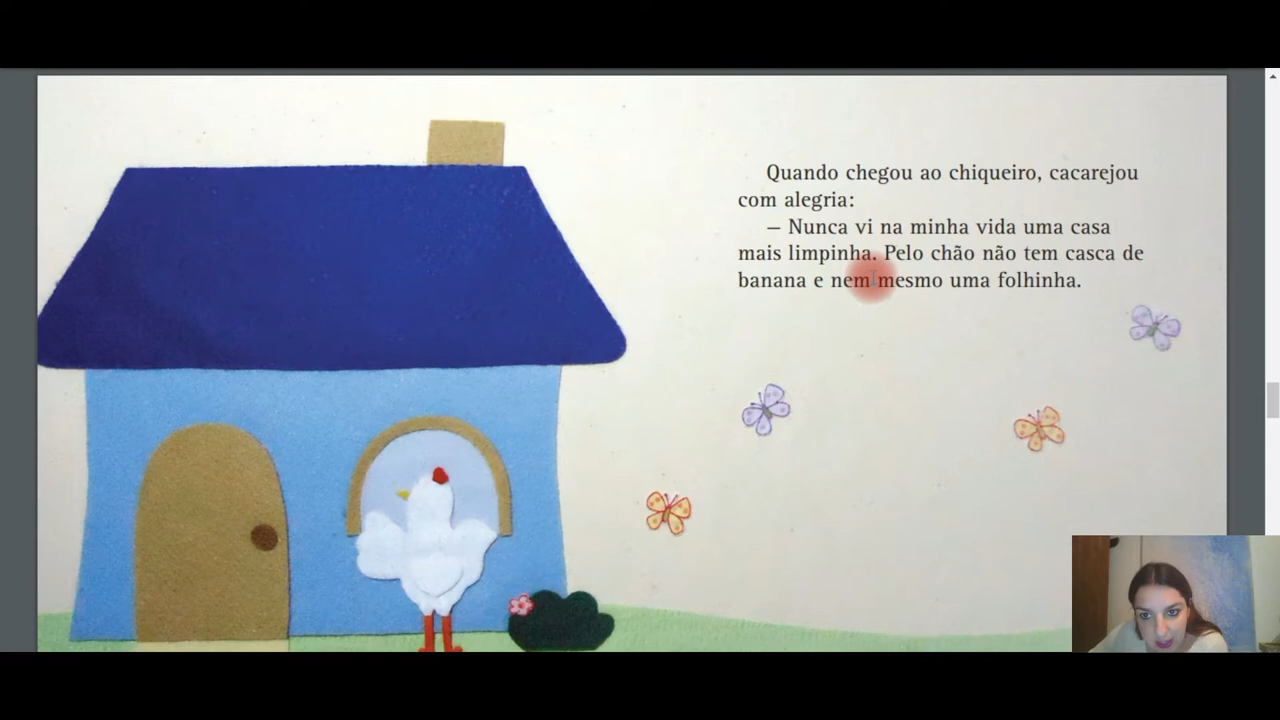 Quando chegou ao chiqueiro, cacarejou
com alegria:
– Nunca vi na minha vida uma casa
mais limpinha. Pelo chão não tem casca de
banana e nem mesmo uma folhinha.